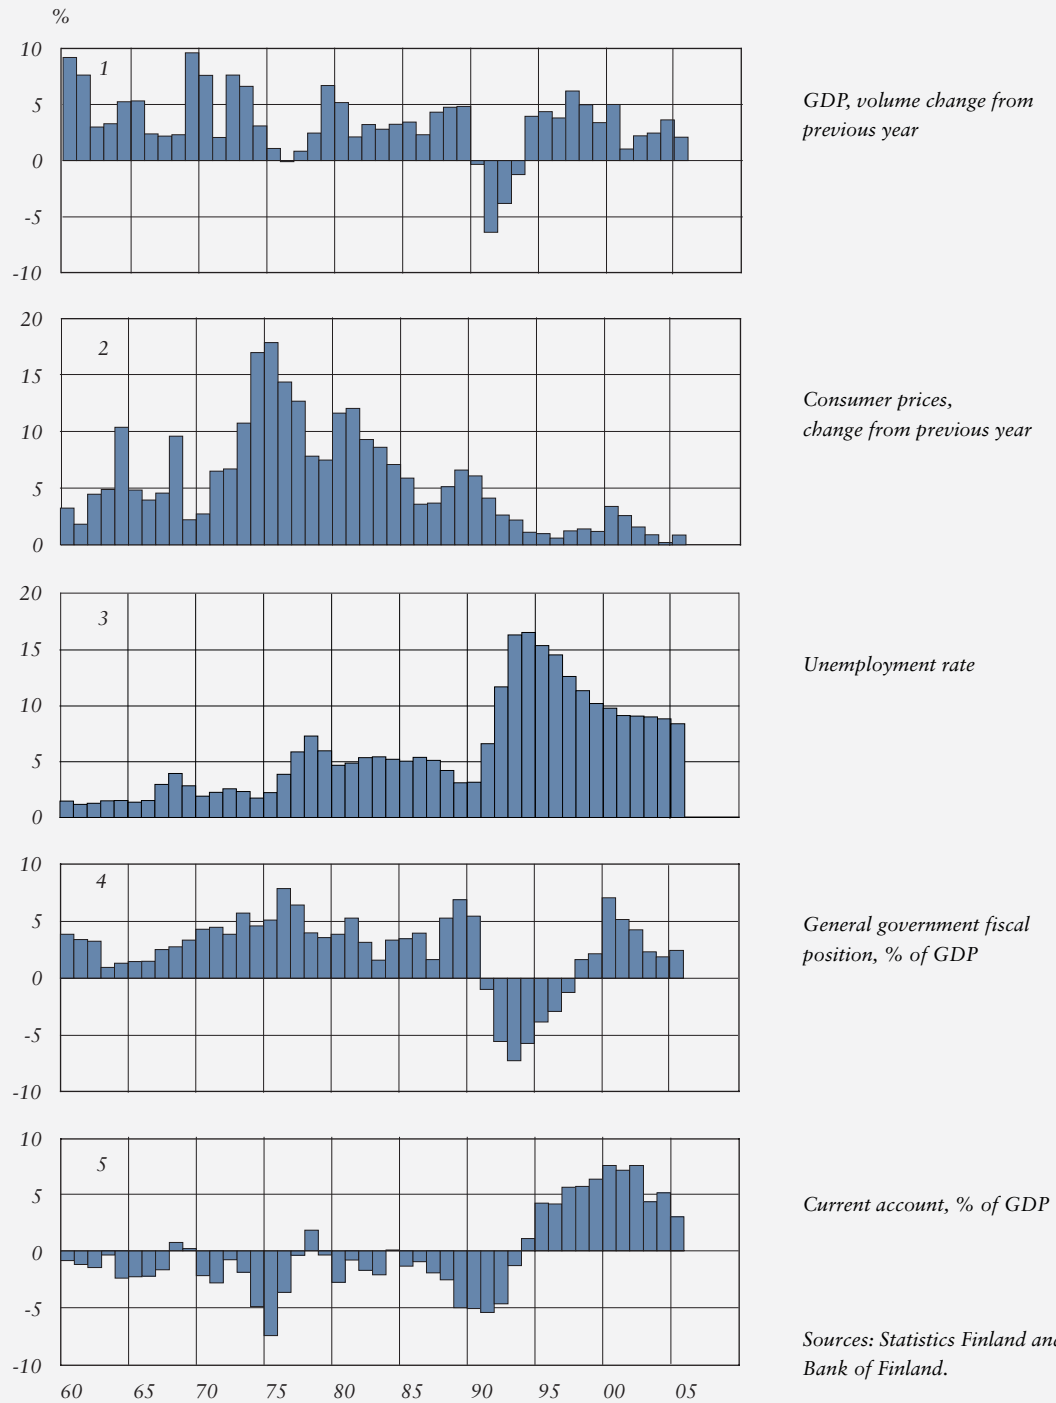 %
10
1
5
0
-5
-10
GDP, volume change from
previous year
20
2
15
10
5
0
Consumer prices,
change from previous year
20
3
15
10
5
0
Unemployment rate
10
4
5
0
-5
-10
General government fiscal
position, % of GDP
10
5
5
0
-5
-10
Current account, % of GDP
Sources: Statistics Finland and
Bank of Finland.
60 65 70 75 80 85 90 95 00 05